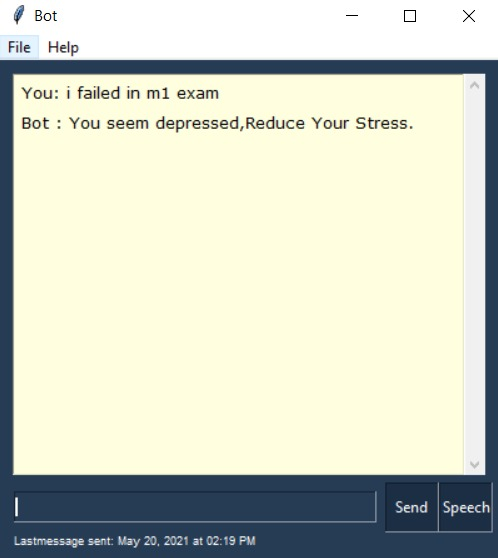 Bot
File Help
You: i failed in m1 exam
Bot : You seem depressed,Reduce Your Stress.
Send Speech
Lastmessage sent: May 20, 2021 at 02:19 PM